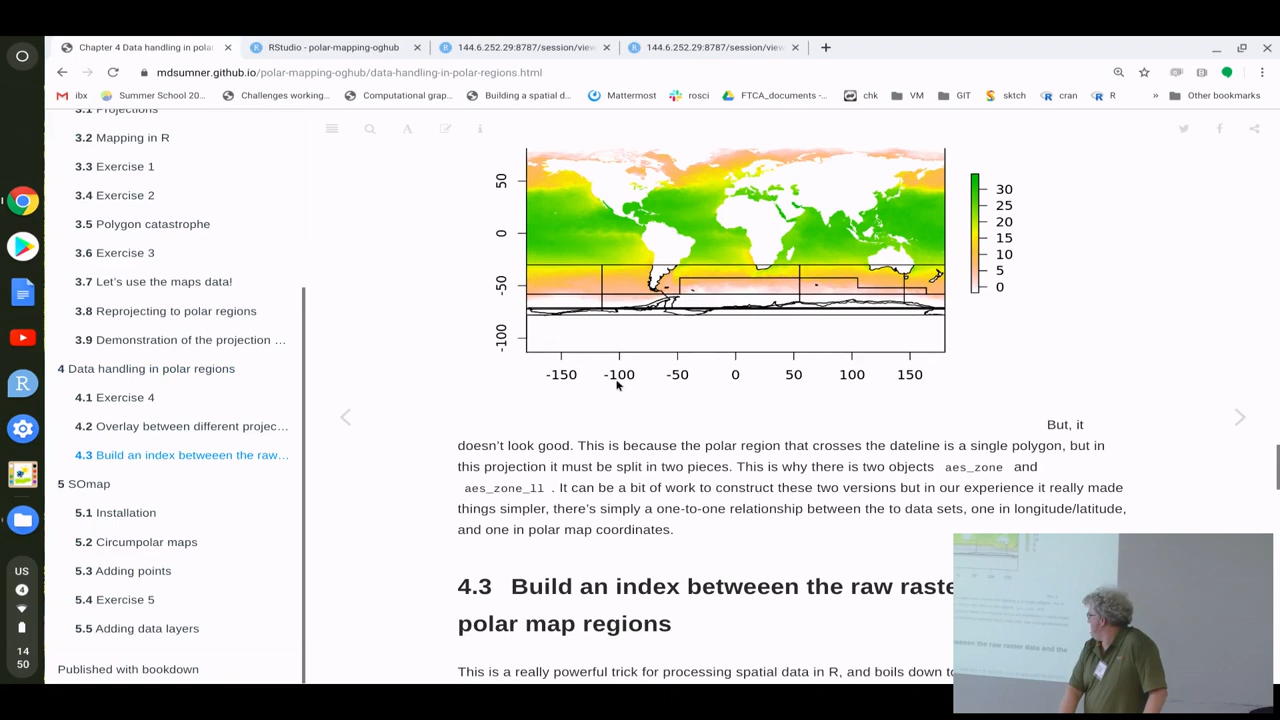 Chapter 4 Data handling in pola
RStudio - polar-mapping-oghub
144.6.252.29:8787/session/view
144.6.252.29:8787/session/view
mdsumner.github.io/polar-mapping-oghub/data-handling-in-polar-regions.html
ibx
Summer School 20...
Challenges working...
Computational grap...
Building a spatial d...
Mattermost
rosci
FTCA_documents -...
chk
VM
GIT
sktch
cran
R
»
Other bookmarks
3.1 Projections
3.2 Mapping in R
3.3 Exercise 1
3.4 Exercise 2
3.5 Polygon catastrophe
3.6 Exercise 3
3.7 Let's use the maps data!
3.8 Reprojecting to polar regions
3.9 Demonstration of the projection ...
4 Data handling in polar regions
4.1 Exercise 4
4.2 Overlay between different projec...
4.3 Build an index betweeen the raw...
5 SOmap
5.1 Installation
5.2 Circumpolar maps
5.3 Adding points
5.4 Exercise 5
5.5 Adding data layers
Published with bookdown
US
4
14
50
50
0
-50
-100
-150 -100 -50 0 50 100 150
30
25
20
15
10
5
0
But, it
doesn't look good. This is because the polar region that crosses the dateline is a single polygon, but in
this projection it must be split in two pieces. This is why there is two objects aes_zone and
aes_zone_ll . It can be a bit of work to construct these two versions but in our experience it really made
things simpler, there's simply a one-to-one relationship between the to data sets, one in longitude/latitude,
and one in polar map coordinates.
4.3 Build an index betweeen the raw raste
polar map regions
This is a really powerful trick for processing spatial data in R, and boils down to